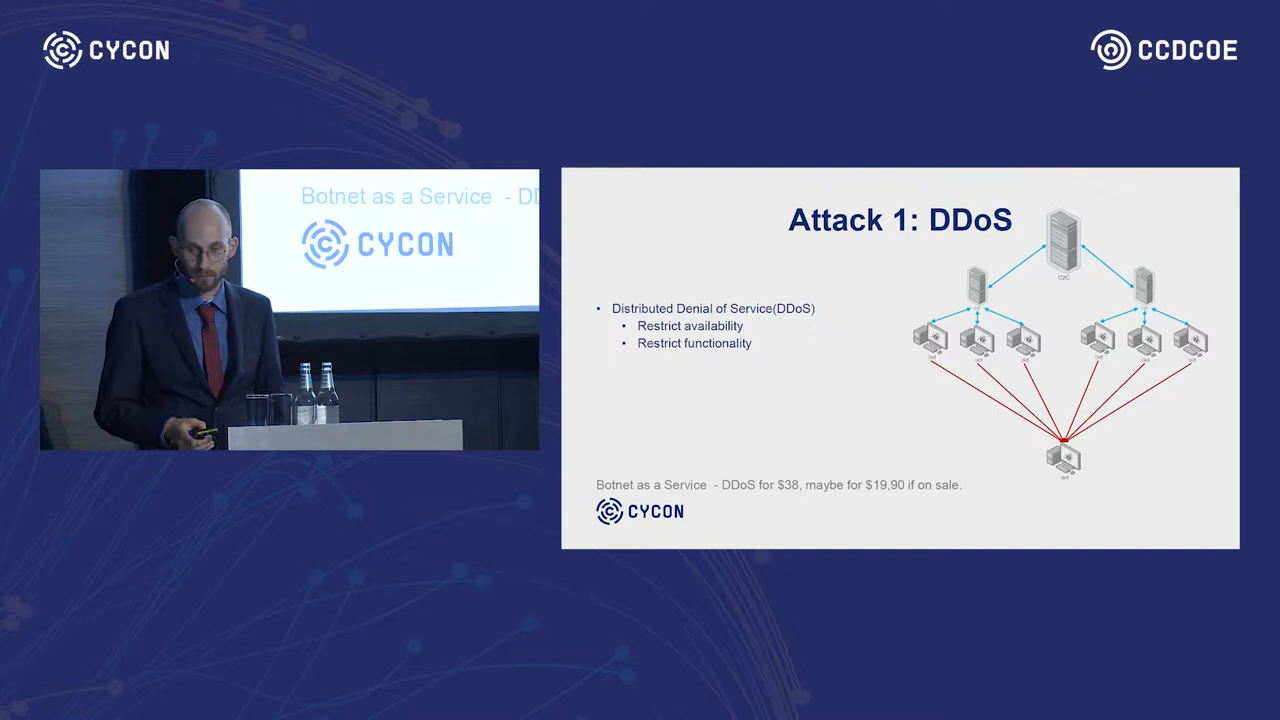 CYCON
CCDCOE
Botnet as a Service - DD
CYCON
Attack 1: DDoS
C2C
• Distributed Denial of Service(DDoS)
• Restrict availability
• Restrict functionality
Botnet as a Service - DDoS for $38, maybe for $19,90 if on sale.
CYCON